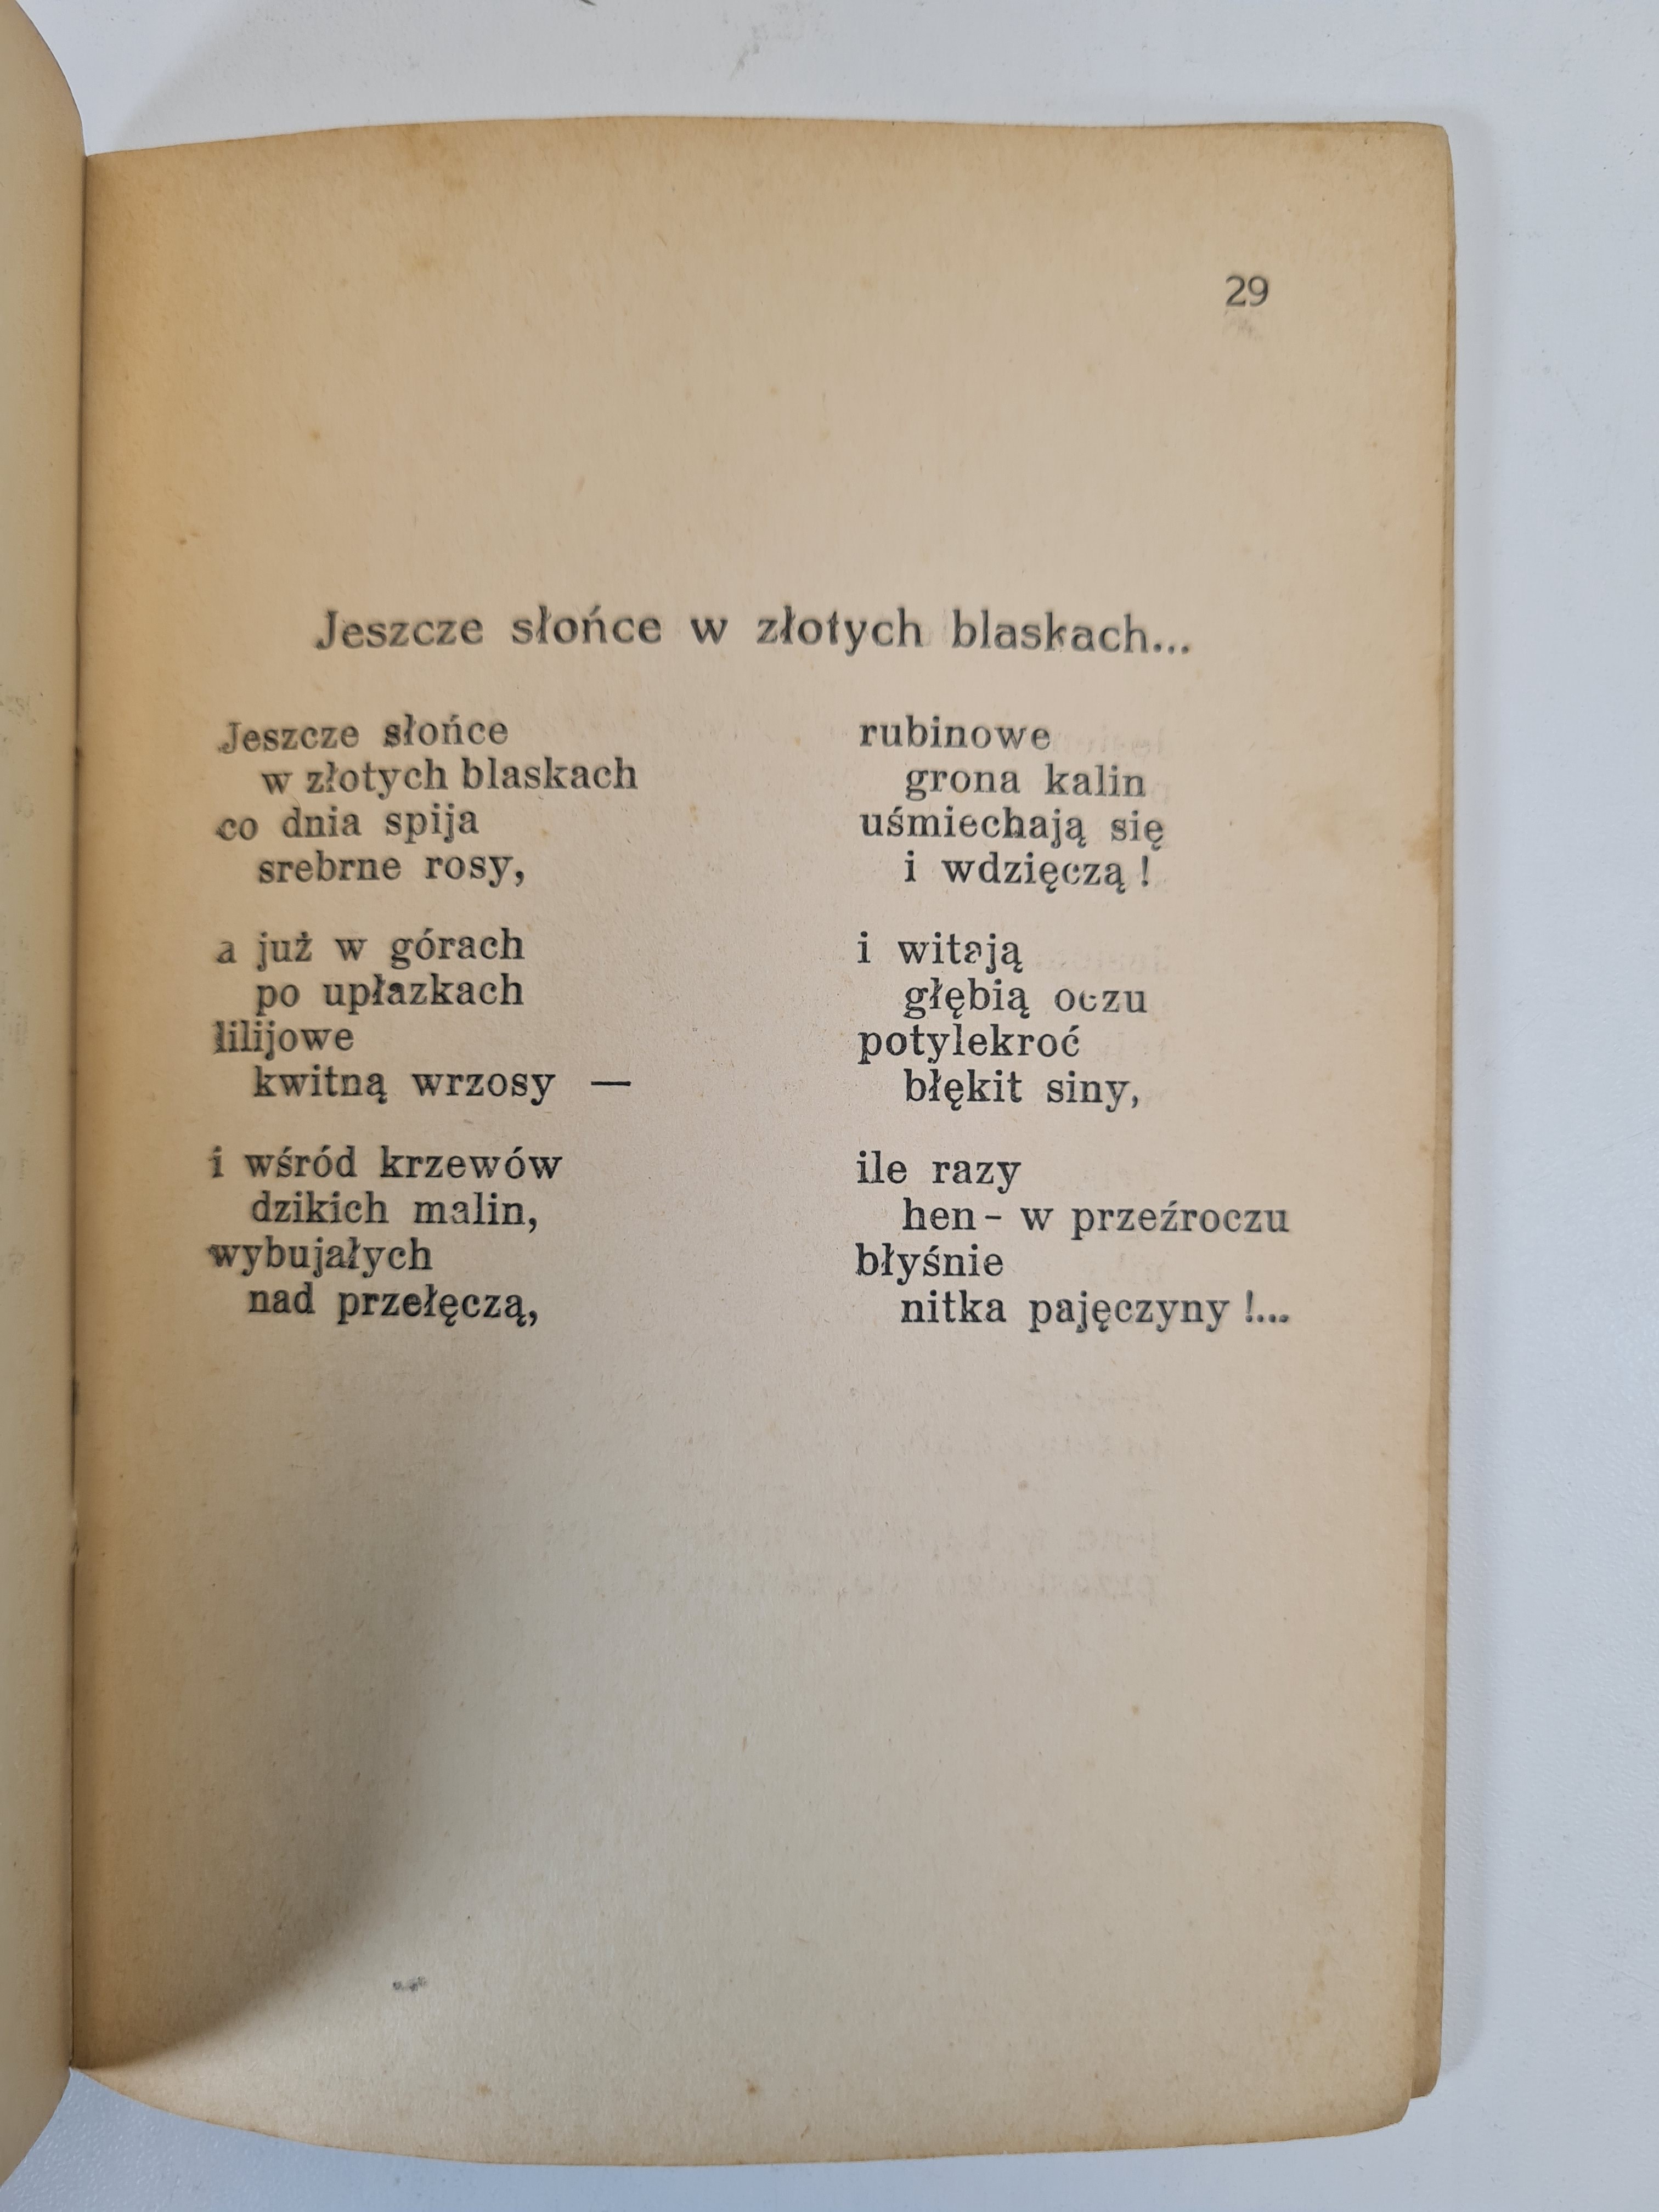 29
Jeszcze słońce w złotych blaskach...
Jeszcze słońce
w złotych blaskach
co dnia spija
srebrne rosy,
a już w górach
po upłazkach
lilijowe
kwitną wrzosy —
i wśród krzewów
dzikich malin,
wybujałych
nad przełęczą,
rubinowe
grona kalin
uśmiechają się
i wdzięczą !
i witają
głębią oczu
potylekroć
błękit siny,
ile razy
hen - w przeźroczu
błyśnie
nitka pajęczyny !...